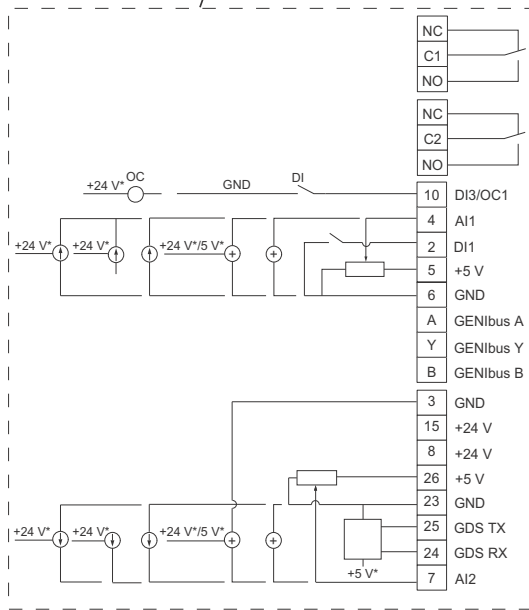 NC
C1
NO
NC
C2
NO
+24 V* OC GND DI 10 DI3/OC1
4 AI1
2 DI1
+24 V* +24 V* +24 V*/5 V* + +
5 +5 V
6 GND
A GENIbus A
Y GENIbus Y
B GENIbus B
3 GND
15 +24 V
8 +24 V
26 +5 V
23 GND
25 GDS TX
+24 V* +24 V* +24 V*/5 V* + +
24 GDS RX
+5 V*
7 AI2